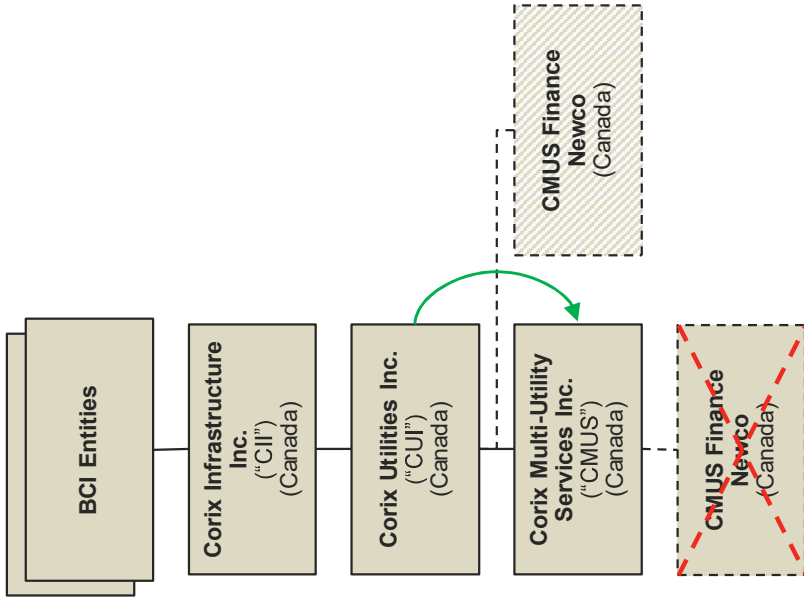 BCI Entities
Corix Infrastructure
Inc.
(“CII”)
(Canada)
Corix Utilities Inc.
(“CUI”)
(Canada)
CMUS Finance
Newco
(Canada)
Corix Multi-Utility
Services Inc.
(“CMUS”)
(Canada)
CMUS Finance
Newco
(Canada)